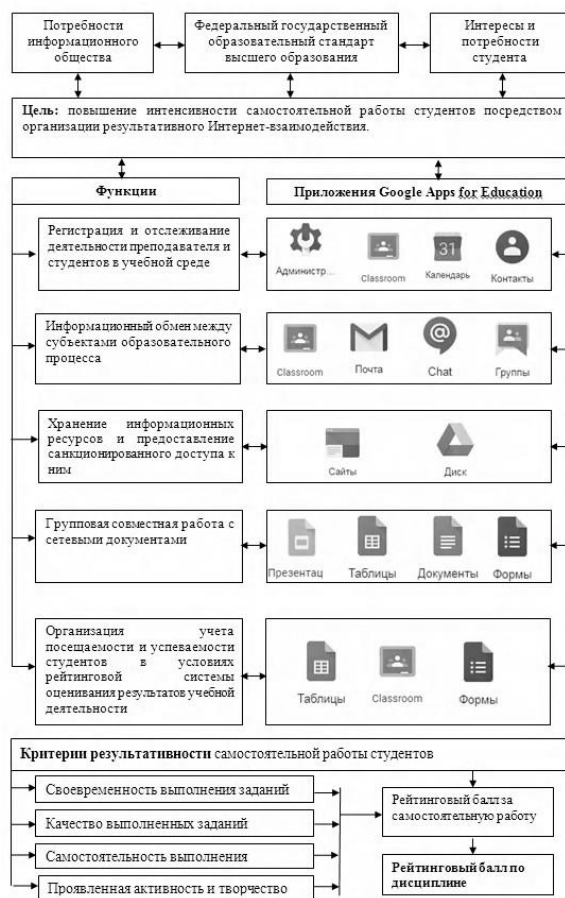 Потребности
информационного
общества
Федеральный государственный
образовательный стандарт
высшего образования
Интересы и
потребности
студента
Цель: повышение интенсивности самостоятельной работы студентов посредством
организации результативного Интернет-взаимодействия.
Функции
Приложения Google Apps for Education
Регистрация и отслеживание
деятельности преподавателя и
студентов в учебной среде
Администр...
Classroom
31
Календарь
Контакты
Информационный обмен между
субъектами образовательного
процесса
Classroom
Почта
Chat
Группы
Хранение информационных
ресурсов и предоставление
санкционированного доступа к
ним
Сайты
Диск
Групповая совместная работа с
сетевыми документами
Презентац
Таблицы
Документы
Формы
Организация учета
посещаемости и успеваемости
студентов в условиях
рейтинговой системы
оценивания результатов учебной
деятельности
Таблицы
Classroom
Формы
Критерии результативности самостоятельной работы студентов
Своевременность выполнения заданий
Качество выполненных заданий
Самостоятельность выполнения
Проявленная активность и творчество
Рейтинговый балл за
самостоятельную работу
Рейтинговый балл по
дисциплине